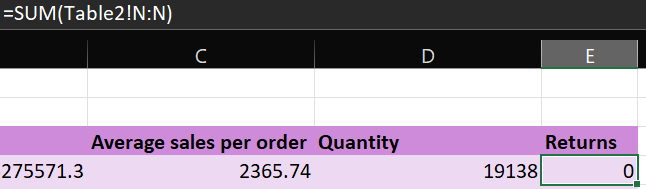 =SUM(Table2!N:N)
C D E
Average sales per order Quantity Returns
275571.3 2365.74 19138 0